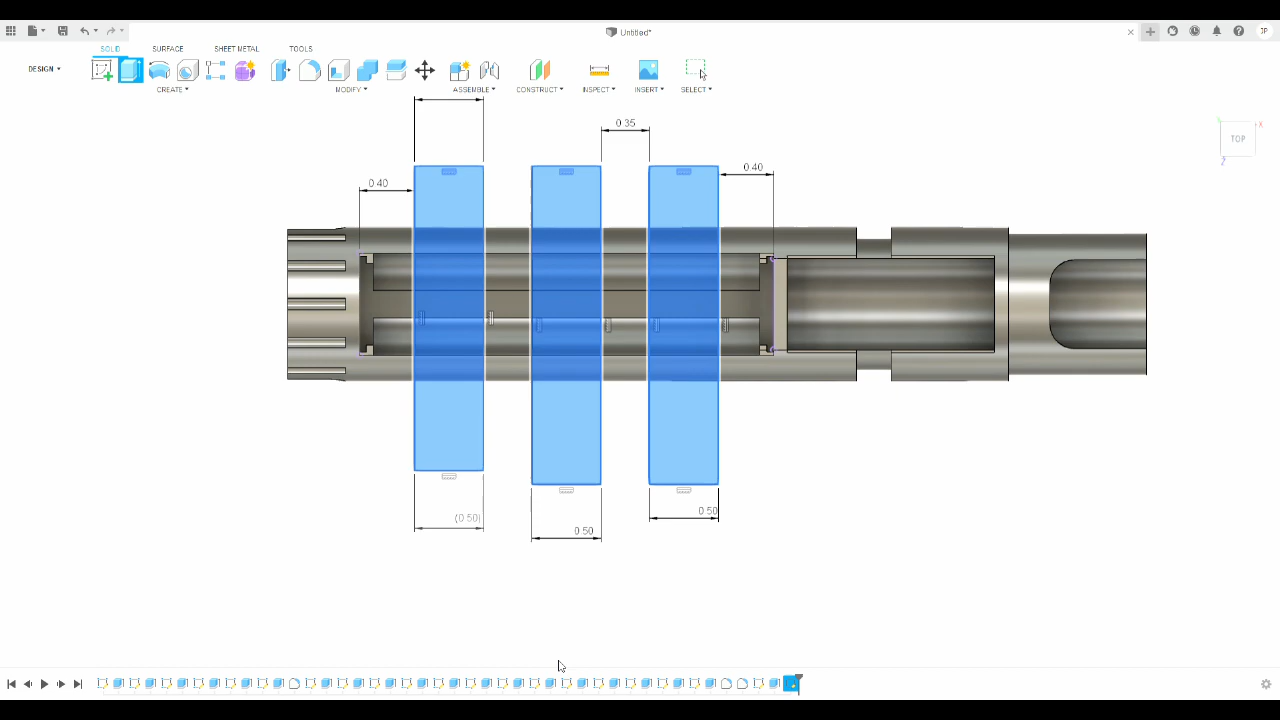 Untitled*
JP
SOLID SURFACE SHEET METAL TOOLS
DESIGN
CREATE MODIFY ASSEMBLE CONSTRUCT INSPECT INSERT SELECT
0.35
TOP
0.40
0.40
(0.50)
0.50
0.50